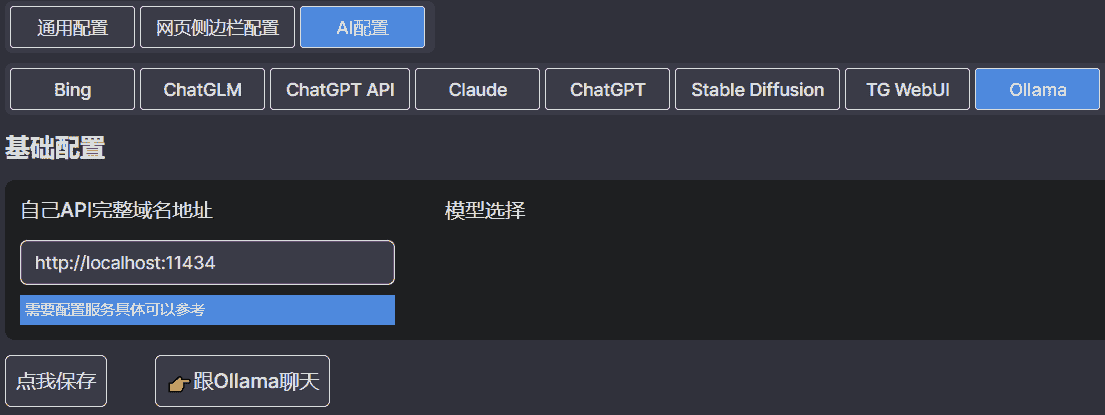 通用配置 网页侧边栏配置 AI配置
Bing ChatGLM ChatGPT API Claude ChatGPT Stable Diffusion TG WebUI Ollama
基础配置
自己API完整域名地址 模型选择
http://localhost:11434
需要配置服务具体可以参考
点我保存 👉跟Ollama聊天